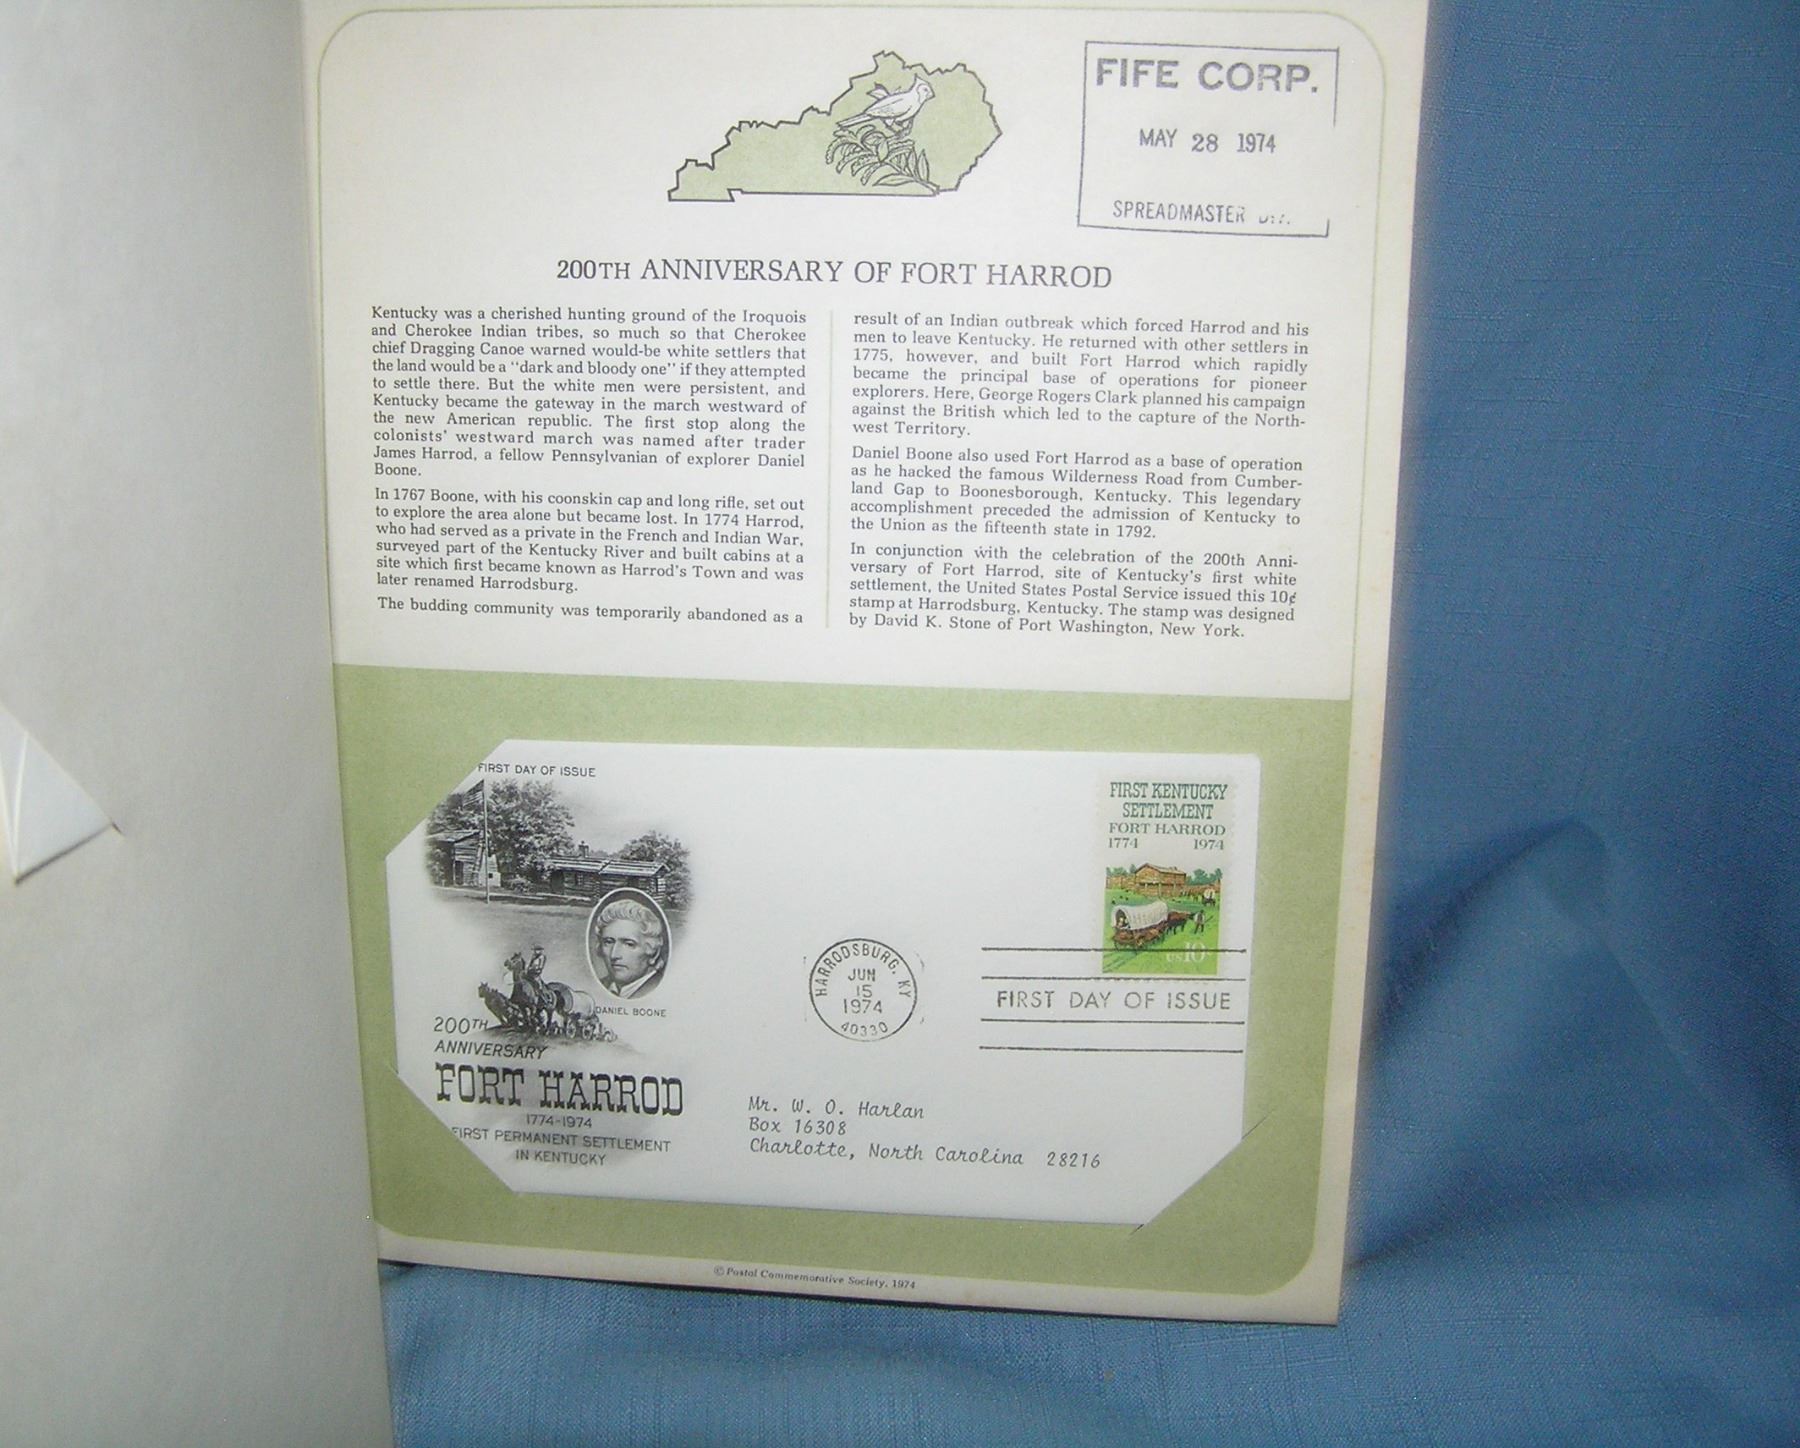 FIFE CORP.
MAY 28 1974
SPREADMASTER
200TH ANNIVERSARY OF FORT HARROD
Kentucky was a cherished hunting ground of the Iroquois
and Cherokee Indian tribes, so much so that Cherokee
chief Dragging Canoe warned would-be white settlers that
the land would be a "dark and bloody one" if they attempted
to settle there. But the white men were persistent, and
Kentucky became the gateway in the march westward of
the new American republic. The first stop along the
colonists' westward march was named after trader
James Harrod, a fellow Pennsylvanian of explorer Daniel
Boone.
In 1767 Boone, with his coonskin cap and long rifle, set out
to explore the area alone but became lost. In 1774 Harrod,
who had served as a private in the French and Indian War,
surveyed part of the Kentucky River and built cabins at a
site which first became known as Harrod's Town and was
later renamed Harrodsburg.
The budding community was temporarily abandoned as a
result of an Indian outbreak which forced Harrod and his
men to leave Kentucky. He returned with other settlers in
1775, however, and built Fort Harrod which rapidly
became the principal base of operations for pioneer
explorers. Here, George Rogers Clark planned his campaign
against the British which led to the capture of the North-
west Territory.
Daniel Boone also used Fort Harrod as a base of operation
as he hacked the famous Wilderness Road from Cumber-
land Gap to Boonesborough, Kentucky. This legendary
accomplishment preceded the admission of Kentucky to
the Union as the fifteenth state in 1792.
In conjunction with the celebration of the 200th Anni-
versary of Fort Harrod, site of Kentucky's first white
settlement, the United States Postal Service issued this 10¢
stamp at Harrodsburg, Kentucky. The stamp was designed
by David K. Stone of Port Washington, New York.
FIRST DAY OF ISSUE
DANIEL BOONE
200TH
ANNIVERSARY
FORT HARROD
1774-1974
FIRST PERMANENT SETTLEMENT
IN KENTUCKY
FIRST KENTUCKY
SETTLEMENT
FORT HARROD
1774 1974
US 10c
HARRODSBURG, KY
JUN
15
1974
40330
FIRST DAY OF ISSUE
Mr. W. O. Harlan
Box 16308
Charlotte, North Carolina 28216
© Postal Commemorative Society, 1974